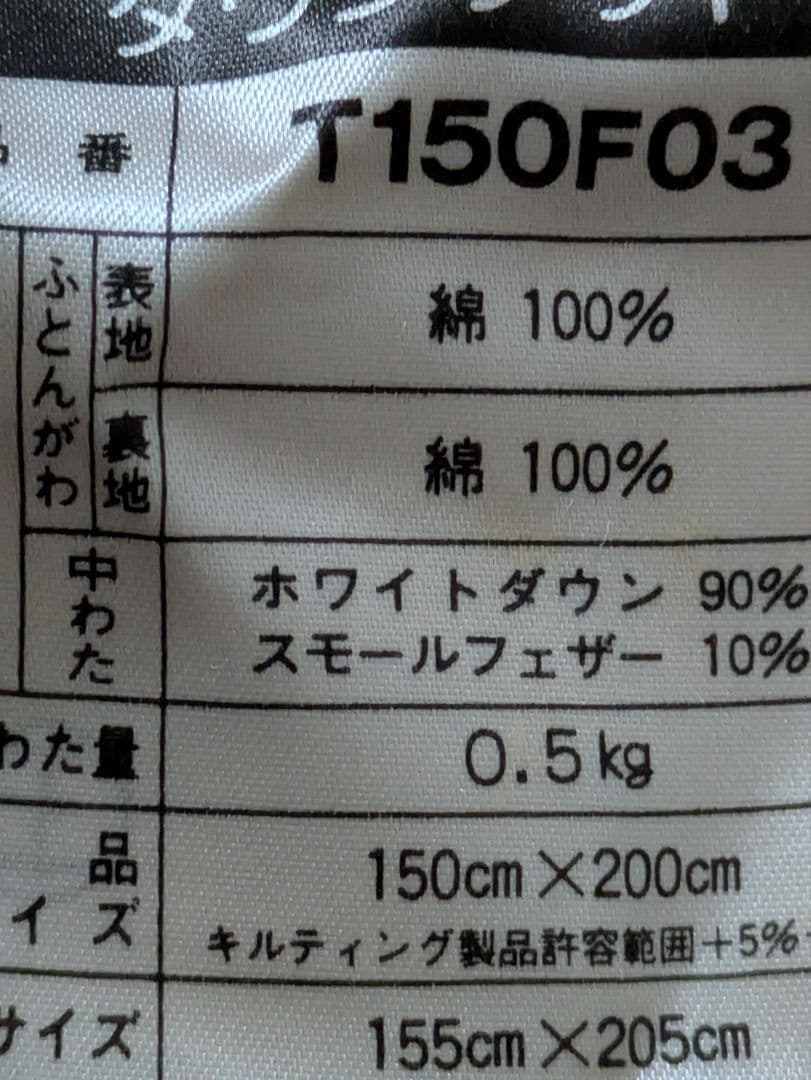 番 T150F03
ふとんがわ
表地 綿 100%
裏地 綿 100%
中わた ホワイトダウン 90%
スモールフェザー 10%
わた量 0.5kg
品 150cm×200cm
イズ キルティング製品許容範囲+5%
サイズ 155cm×205cm